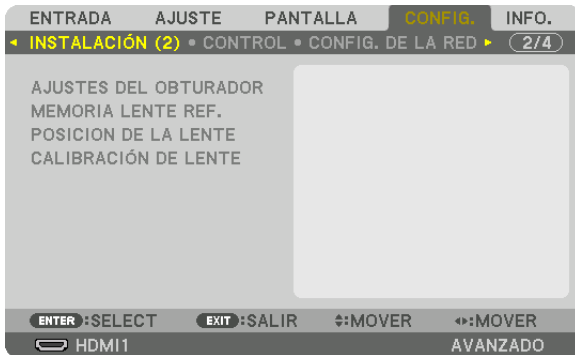 ENTRADA AJUSTE PANTALLA CONFIG. INFO.
INSTALACIÓN (2) • CONTROL • CONFIG. DE LA RED 2/4
AJUSTES DEL OBTURADOR
MEMORIA LENTE REF.
POSICION DE LA LENTE
CALIBRACIÓN DE LENTE
ENTER :SELECT EXIT :SALIR :MOVER :MOVER
HDMI1 AVANZADO